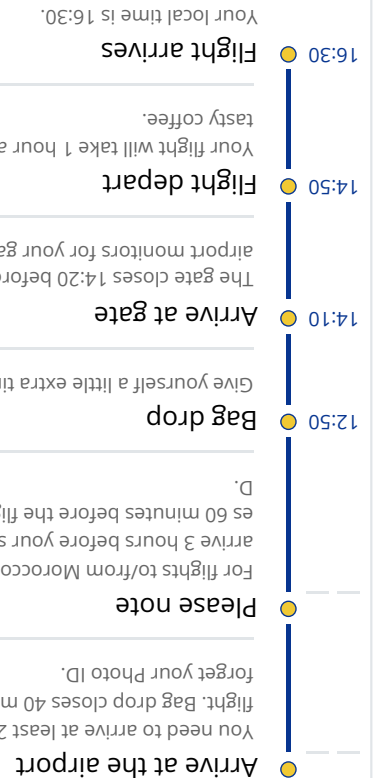 Arrive at the airport
You need to arrive at least 2
flight. Bag drop closes 40 m
forget your Photo ID.
Please note
For flights to/from Morocco
arrive 3 hours before your s
es 60 minutes before the
D.
12:50 Bag drop
Give yourself a little extra
14:10 Arrive at gate
The gate closes 14:20 before
airport monitors for your
14:50 Flight depart
Your flight will take 1 hour a
tasty coffee.
16:30 Flight arrives
Your local time is 16:30.